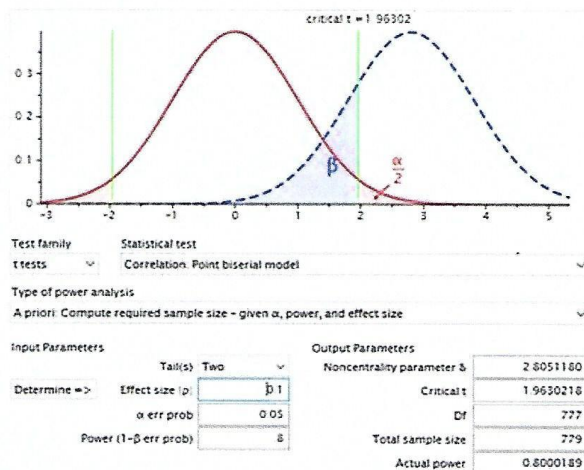 critical t = 1.96302
0.3
0.2
0.1
0
β
α
2
-3 -2 -1 0 1 2 3 4 5
Test family Statistical test
t tests Correlation: Point biserial model
Type of power analysis
A priori: Compute required sample size - given α, power, and effect size
Input Parameters Output Parameters
Tail(s) Two Noncentrality parameter δ 2.8051180
Determine => Effect size |ρ| 0.1 Critical t 1.9630218
α err prob 0.05 Df 777
Power (1-β err prob) 8 Total sample size 779
Actual power 0.8000189